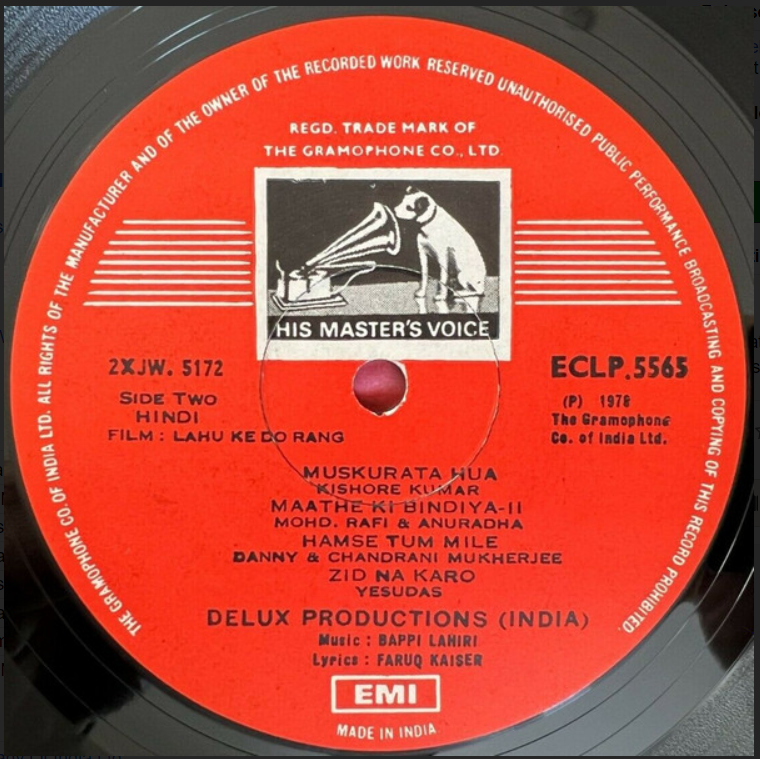 THE GRAMOPHONE CO. OF INDIA LTD. ALL RIGHTS OF THE MANUFACTURER AND OF THE OWNER OF THE RECORDED WORK RESERVED UNAUTHORISED PUBLIC PERFORMANCE BROADCASTING AND COPYING OF THIS RECORD PROHIBITED.
REGD. TRADE MARK OF
THE GRAMOPHONE CO., LTD.
HIS MASTER'S VOICE
2XJW. 5172
ECLP.5565
SIDE TWO
HINDI
FILM : LAHU KE DO RANG
(P) 1978
The Gramophone
Co. of India Ltd.
MUSKURATA HUA
KISHORE KUMAR
MAATHE KI BINDIYA-II
MOHD. RAFI & ANURADHA
HAMSE TUM MILE
DANNY & CHANDRANI MUKHERJEE
ZID NA KARO
YESUDAS
DELUX PRODUCTIONS (INDIA)
Music : BAPPI LAHIRI
Lyrics : FARUQ KAISER
EMI
MADE IN INDIA